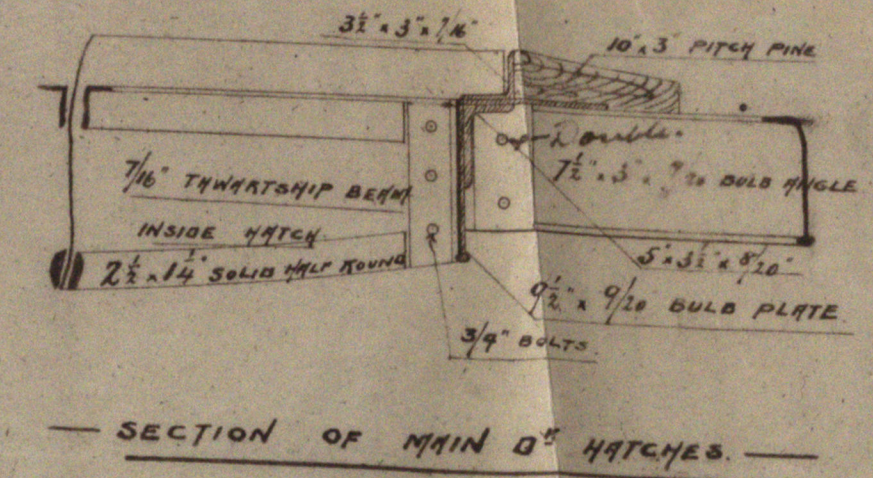 3½" x 3" x 7/16"
10" x 3" PITCH PINE
Double.
7½" x 3" x 9/20 BULB ANGLE
7/16" THWARTSHIP BEAM
INSIDE HATCH
2½" x 1¼" SOLID HALF ROUND
5" x 3½" x 8/20"
9½" x 9/20" BULB PLATE
3/4" BOLTS
SECTION OF MAIN DK HATCHES.